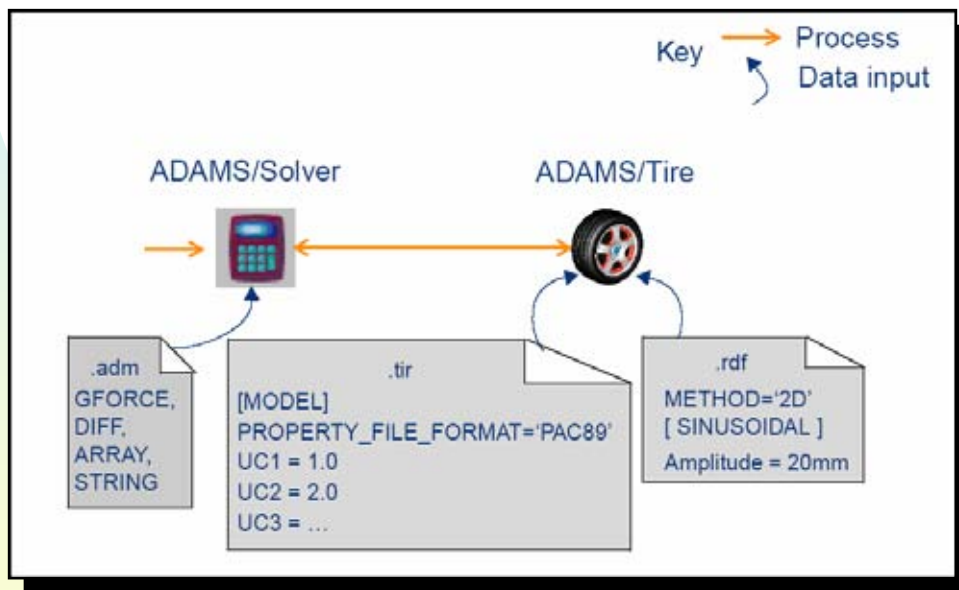 Key
Process
Data input
ADAMS/Solver
ADAMS/Tire
.adm
GFORCE,
DIFF,
ARRAY,
STRING
.tir
[MODEL]
PROPERTY_FILE_FORMAT=‘PAC89’
UC1 = 1.0
UC2 = 2.0
UC3 = …
.rdf
METHOD=‘2D’
[ SINUSOIDAL ]
Amplitude = 20mm